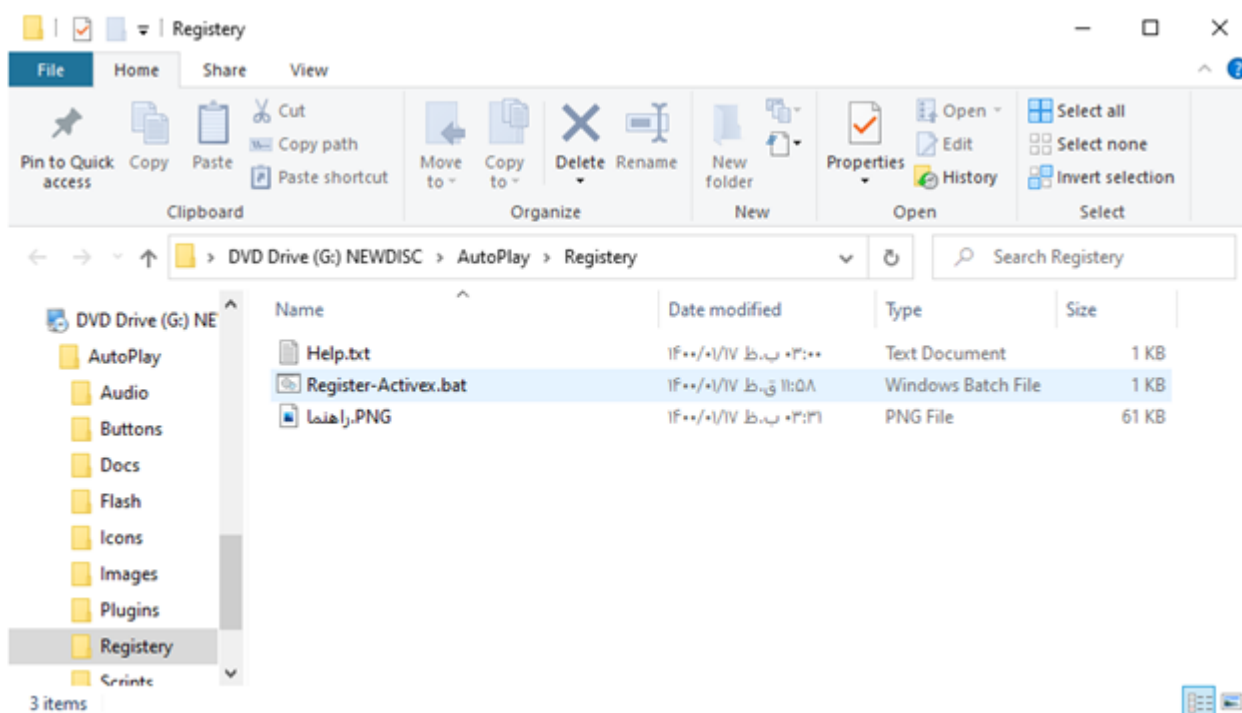 Registery
File Home Share View
Pin to Quick access
Copy
Paste
Cut
Copy path
Paste shortcut
Move to
Copy to
Delete
Rename
New folder
Properties
Open
Edit
History
Select all
Select none
Invert selection
Clipboard Organize New Open Select
DVD Drive (G:) NEWDISC > AutoPlay > Registery
Search Registery
Name Date modified Type Size
Help.txt ۱۴۰۰/۰۱/۱۷ ب.ظ ۰۳:۰۰ Text Document 1 KB
Register-Activex.bat ۱۴۰۰/۰۱/۱۷ ق.ظ ۱۱:۵۸ Windows Batch File 1 KB
راهنما.PNG ۱۴۰۰/۰۱/۱۷ ب.ظ ۰۳:۳۱ PNG File 61 KB
DVD Drive (G:) NE
AutoPlay
Audio
Buttons
Docs
Flash
Icons
Images
Plugins
Registery
Scripts
3 items